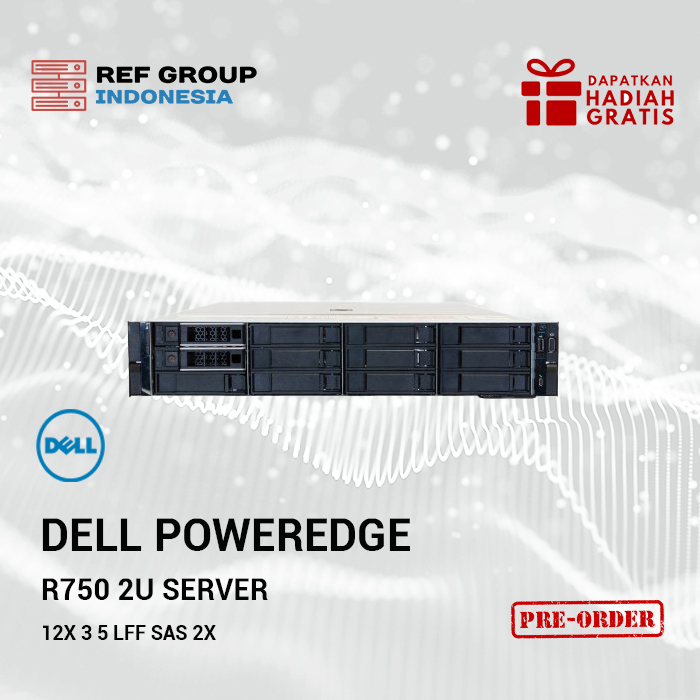 REF GROUP
INDONESIA
DAPATKAN
HADIAH
GRATIS
DELL
DELL POWEREDGE
R750 2U SERVER
12X 3 5 LFF SAS 2X
PRE-ORDER